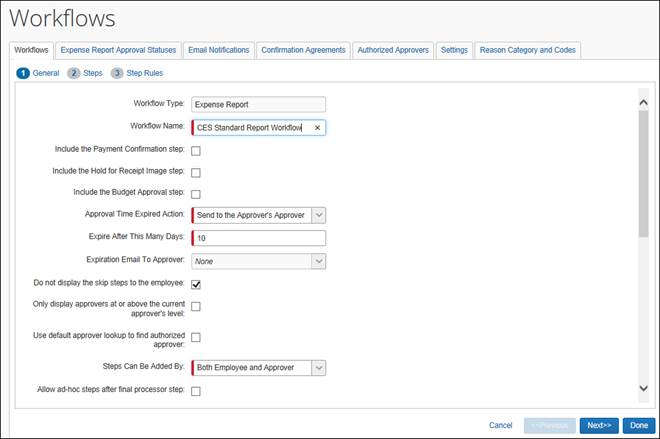 Workflows
Workflows Expense Report Approval Statuses Email Notifications Confirmation Agreements Authorized Approvers Settings Reason Category and Codes
1 General 2 Steps 3 Step Rules
Workflow Type: Expense Report
Workflow Name: CES Standard Report Workflow
Include the Payment Confirmation step:
Include the Hold for Receipt Image step:
Include the Budget Approval step:
Approval Time Expired Action: Send to the Approver's Approver
Expire After This Many Days: 10
Expiration Email To Approver: None
Do not display the skip steps to the employee:
Only display approvers at or above the current
approver's level:
Use default approver lookup to find authorized
approver:
Steps Can Be Added By: Both Employee and Approver
Allow ad-hoc steps after final processor step:
Cancel <<Previous Next>> Done